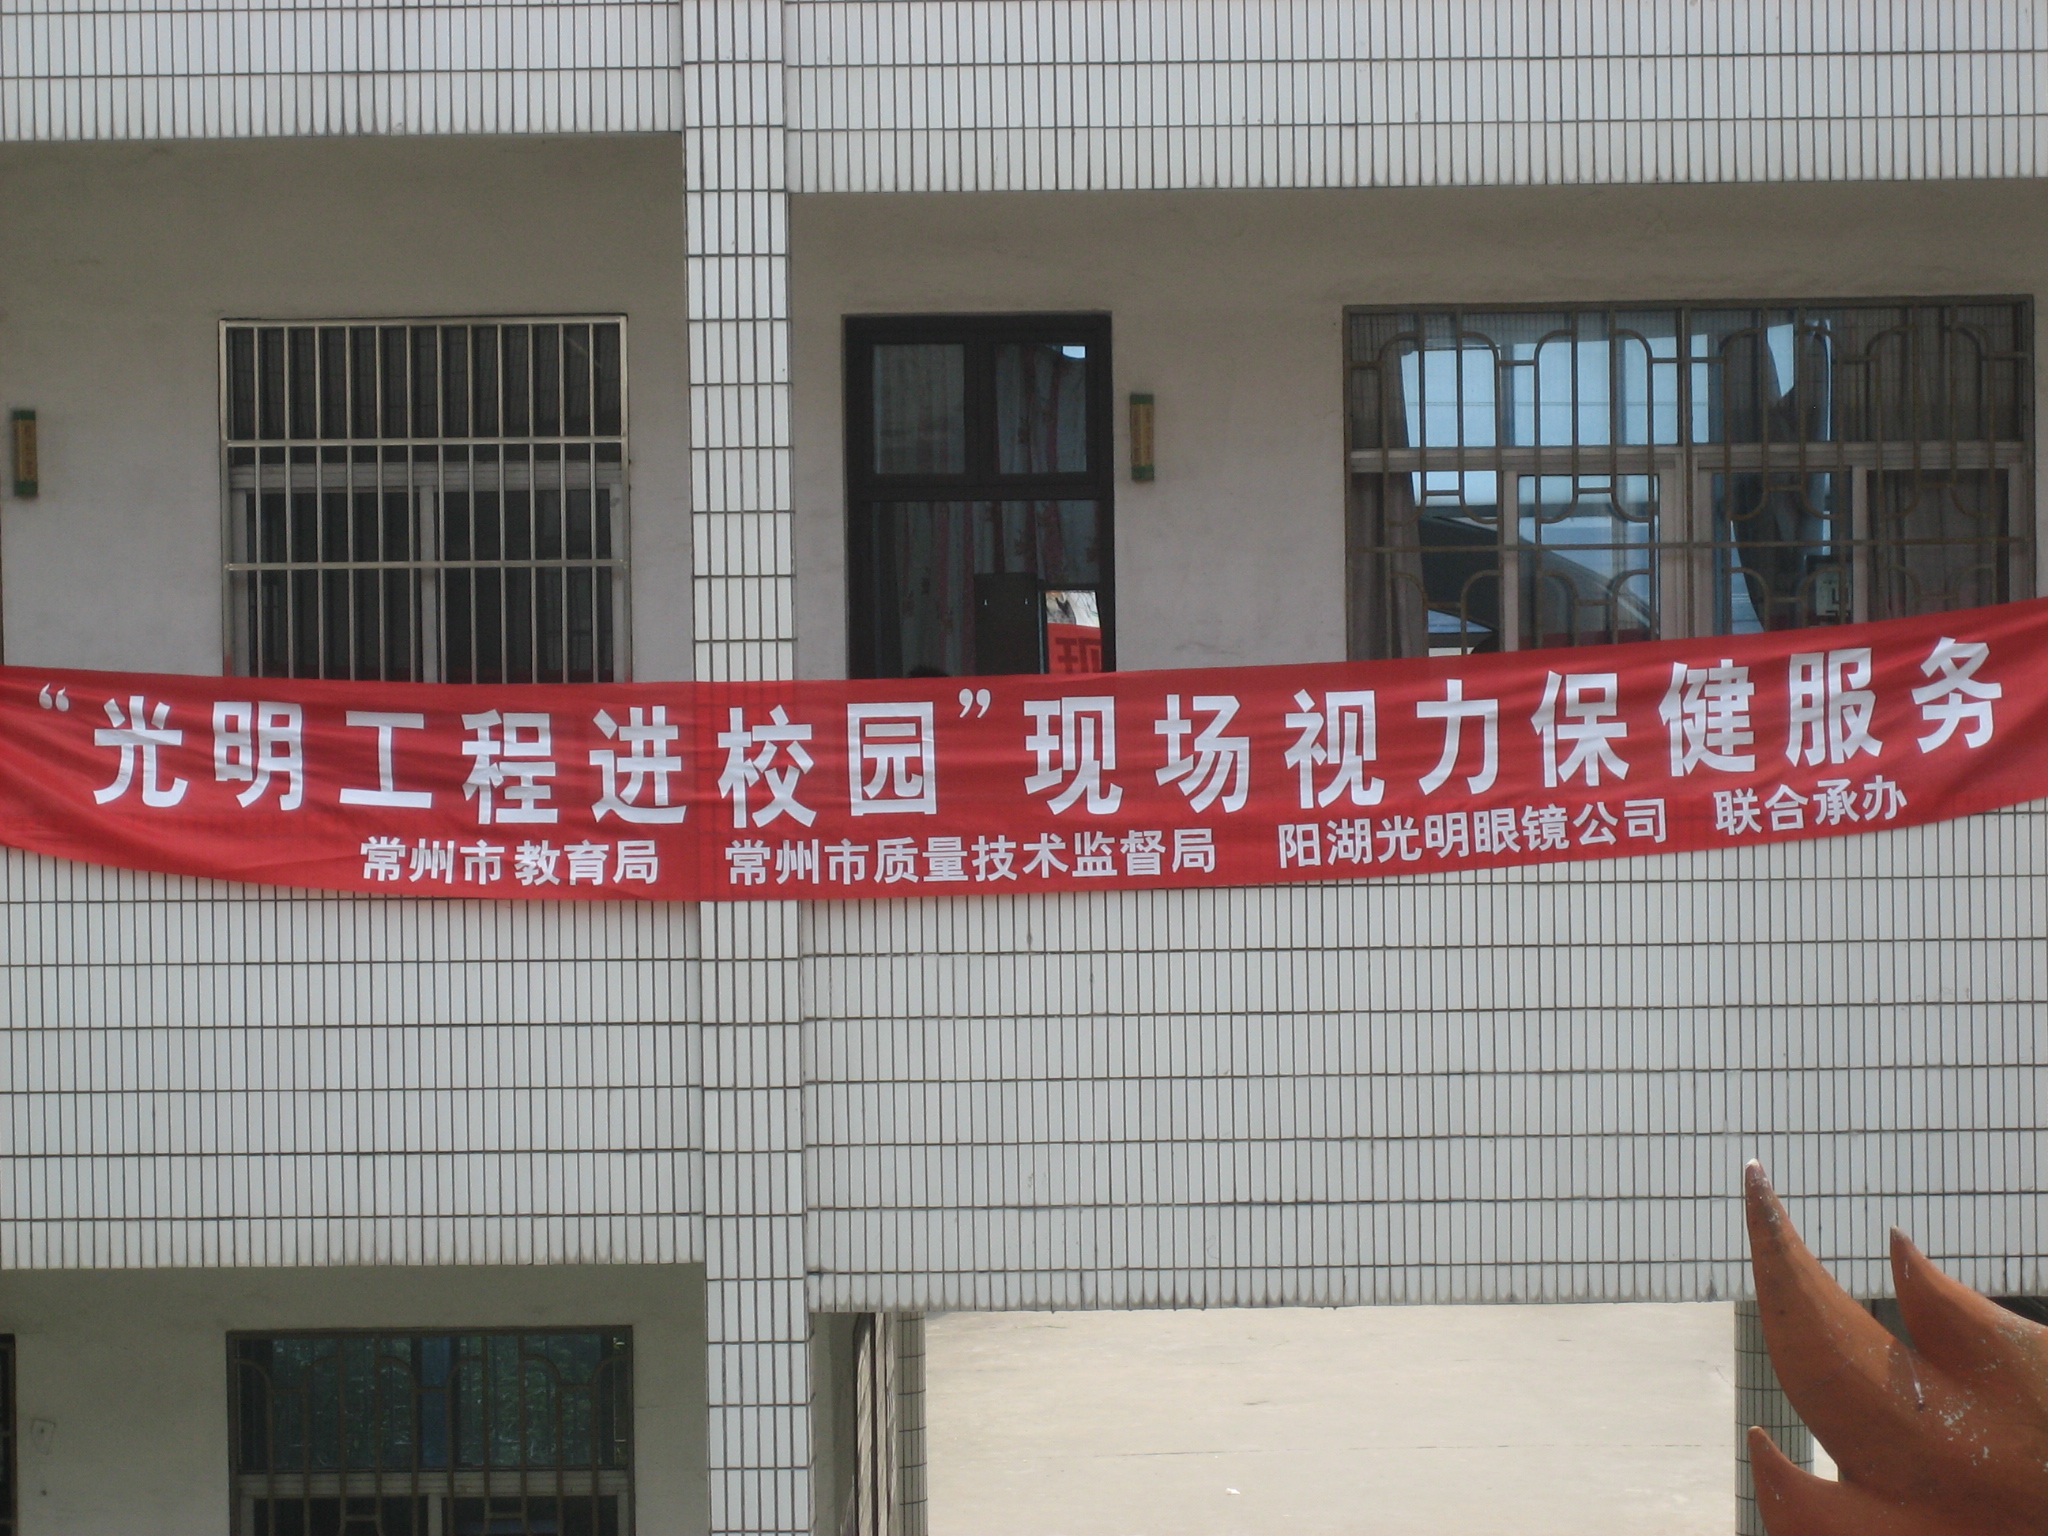 “光明工程进校园”现场视力保健服务
常州市教育局 常州市质量技术监督局 阳湖光明眼镜公司 联合承办